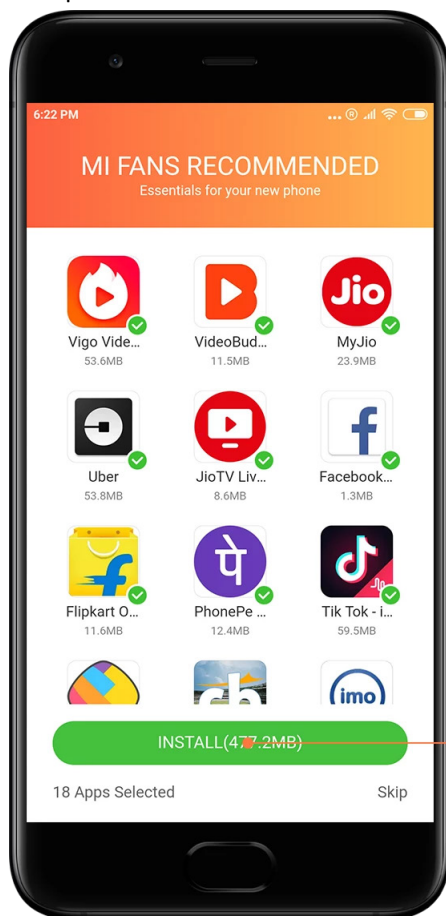 6:22 PM
MI FANS RECOMMENDED
Essentials for your new phone
Jio
Vigo Vide...
VideoBud...
MyJio
53.6MB
11.5MB
23.9MB
Uber
JioTV Liv...
Facebook...
53.8MB
8.6MB
1.3MB
पे
Flipkart O...
PhonePe ...
Tik Tok - i...
11.6MB
12.4MB
59.5MB
imo
INSTALL(477.2MB)
18 Apps Selected
Skip